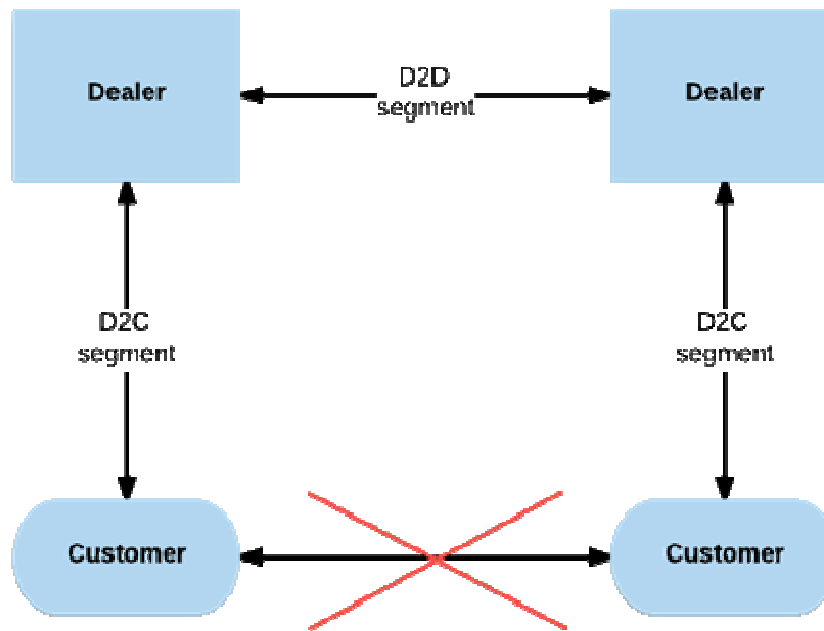 Dealer
D2D
segment
Dealer
D2C
segment
D2C
segment
Customer
Customer